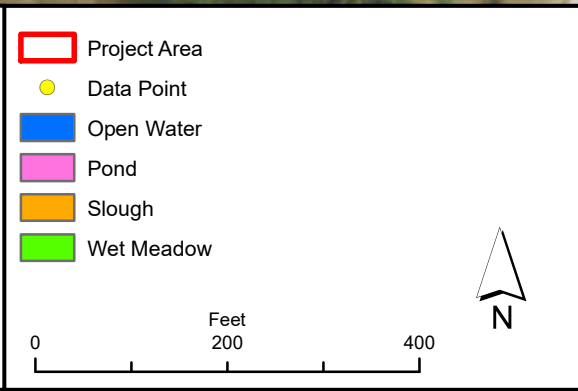 Project Area
Data Point
Open Water
Pond
Slough
Wet Meadow
Feet
0 200 400
N